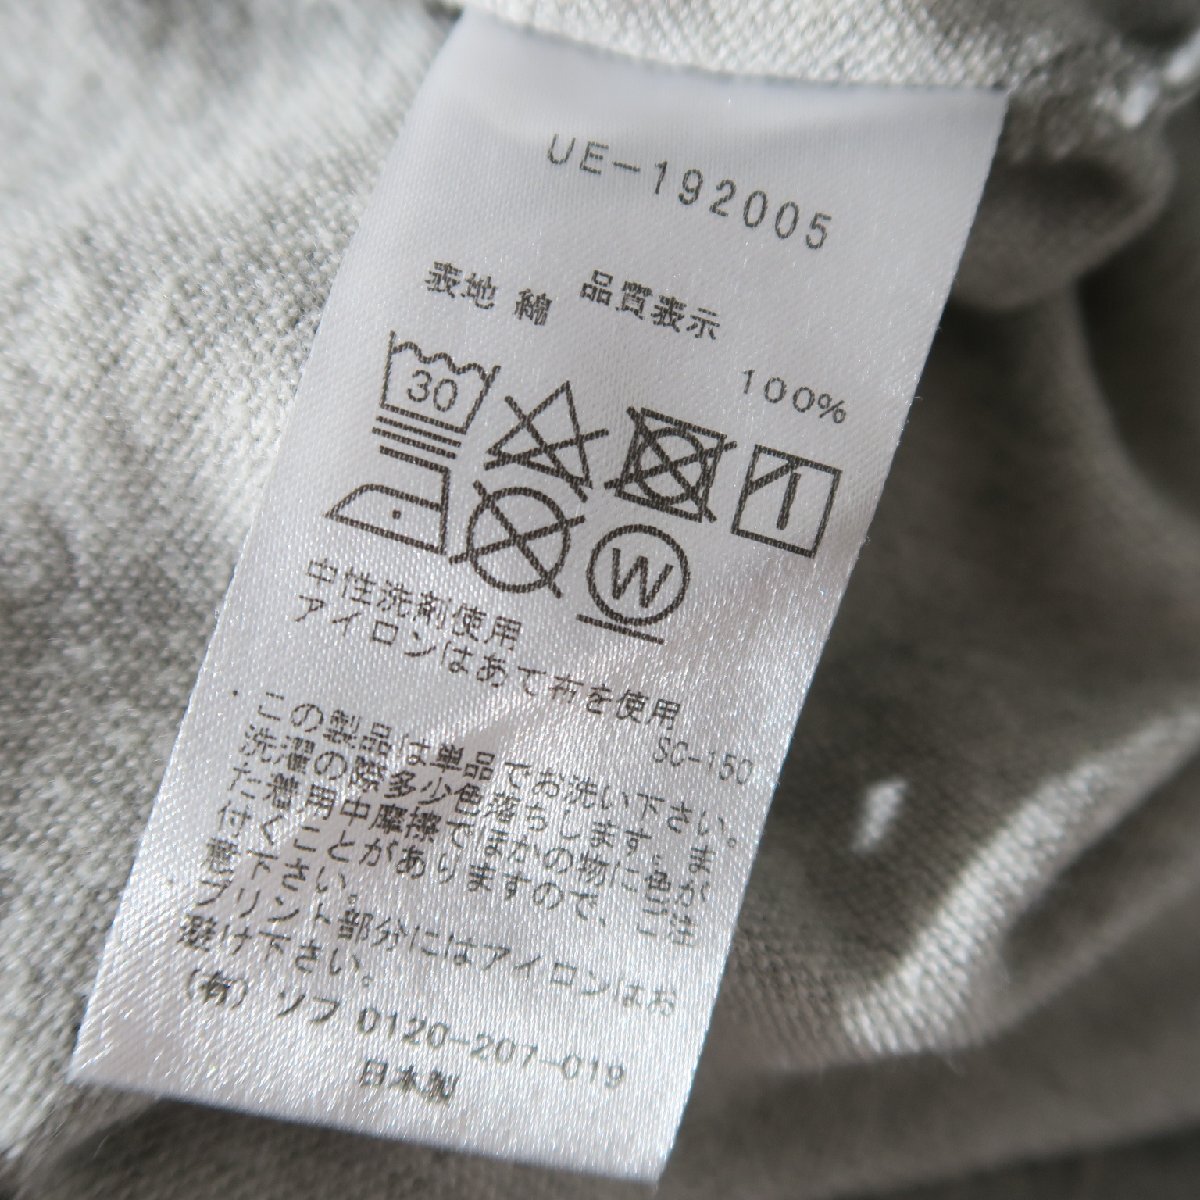 UE-192005
品質表示
表地 綿 100%
30
W
中性洗剤使用
アイロンはあて布を使用
SC-150
・この製品は単品でお洗い下さい。
洗濯の際多少色落ちします。ま
た着用中摩擦でほかの物に色が
付くことがありますので、ご注
意下さい。
・プリント部分にはアイロンはお
避け下さい。
(有)ソフ 0120-207-019
日本製